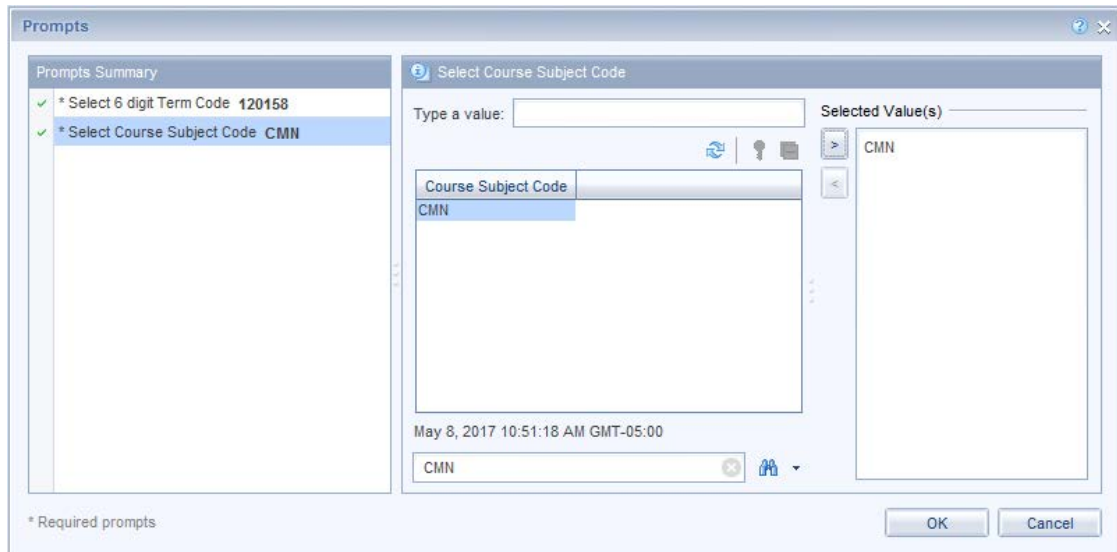 Prompts
Prompts Summary
* Select 6 digit Term Code 120158
* Select Course Subject Code CMN
Select Course Subject Code
Type a value:
Course Subject Code
CMN
May 8, 2017 10:51:18 AM GMT-05:00
CMN
Selected Value(s)
>
CMN
<
* Required prompts
OK
Cancel